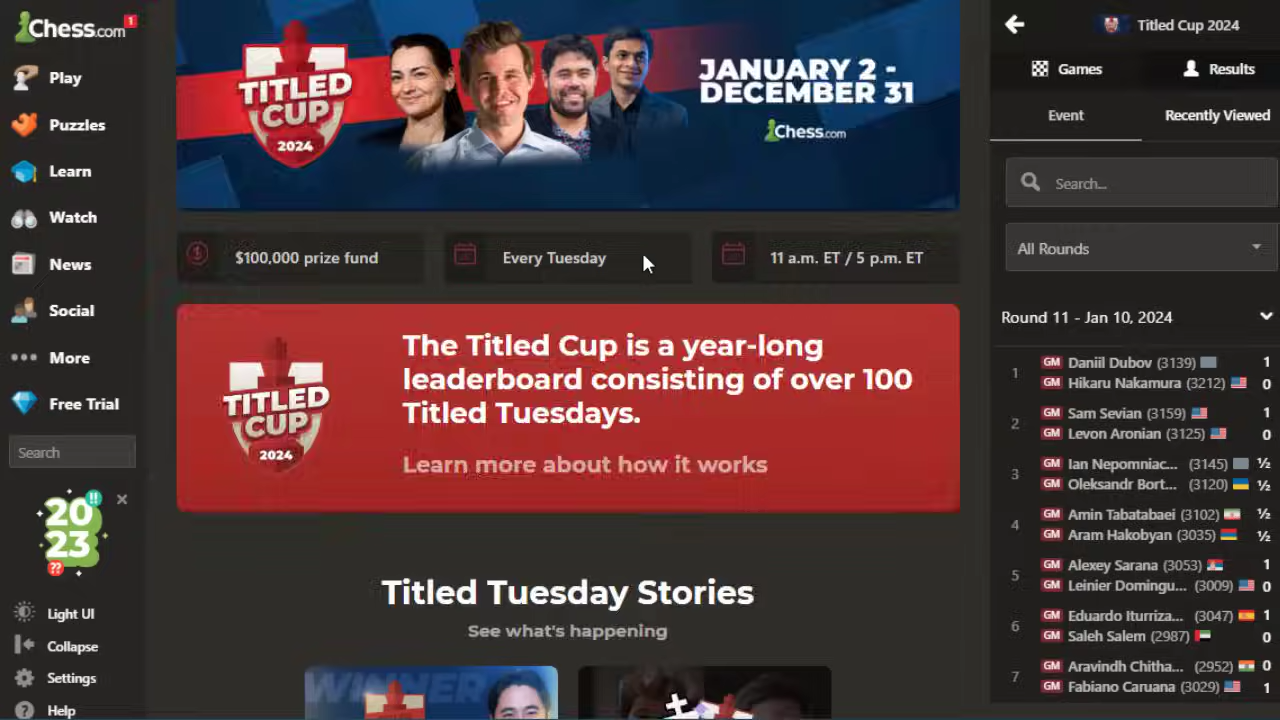 Chess.com
1
Play
Puzzles
Learn
Watch
News
Social
More
Free Trial
Search
20
23
!!
??
Light UI
Collapse
Settings
Help
TITLED
CUP
2024
JANUARY 2 -
DECEMBER 31
Chess.com
$100,000 prize fund
Every Tuesday
11 a.m. ET / 5 p.m. ET
TITLED
CUP
2024
The Titled Cup is a year-long
leaderboard consisting of over 100
Titled Tuesdays.
Learn more about how it works
Titled Tuesday Stories
See what's happening
WINNER
Titled Cup 2024
Games
Results
Event
Recently Viewed
Search...
All Rounds
Round 11 - Jan 10, 2024
1
GM Daniil Dubov (3139) 1
GM Hikaru Nakamura (3212) 0
2
GM Sam Sevian (3159) 1
GM Levon Aronian (3125) 0
3
GM Ian Nepomniac... (3145) ½
GM Oleksandr Bort... (3120) ½
4
GM Amin Tabatabaei (3102) ½
GM Aram Hakobyan (3035) ½
5
GM Alexey Sarana (3053) 1
GM Leinier Domingu... (3009) 0
6
GM Eduardo Iturriza... (3047) 1
GM Saleh Salem (2987) 0
7
GM Aravindh Chitha... (2952) 0
GM Fabiano Caruana (3029) 1